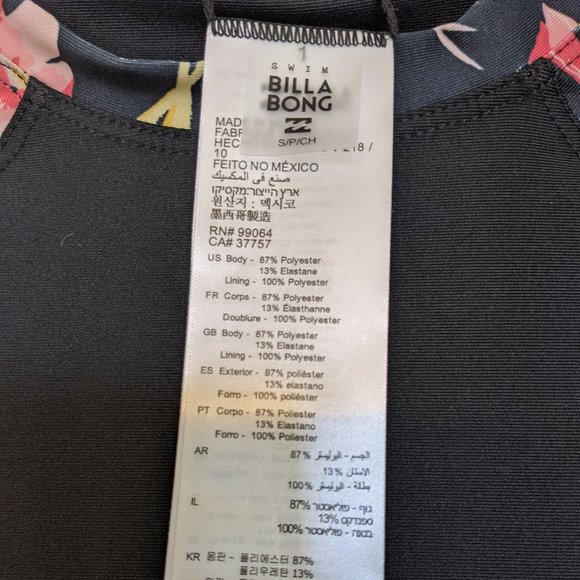 1
SWIM
BILLA
BONG
S/P/CH
MAD
FABR
HEC
218 /
10
FEITO NO MÉXICO
صنع في المكسيك
ארץ הייצור:מקסיקו
원산지 : 멕시코
墨西哥製造
RN# 99064
CA# 37757
US Body - 87% Polyester
13% Elastane
Lining - 100% Polyester
FR Corps - 87% Polyester
13% Élasthanne
Doublure - 100% Polyester
GB Body - 87% Polyester
13% Elastane
Lining - 100% Polyester
ES Exterior - 87% poliéster
13% elastano
Forro - 100% poliéster
PT Corpo - 87% Poliester
13% Elastano
Forro - 100% Poliester
AR الجسم - البوليستر %87
الاستان %13
بطانة - البوليستر %100
IL גוף - פוליאסטר 87%
ספנדקס 13%
בטנה - פוליאסטר 100%
KR 몸판 - 폴리에스터 87%
폴리우레탄 13%